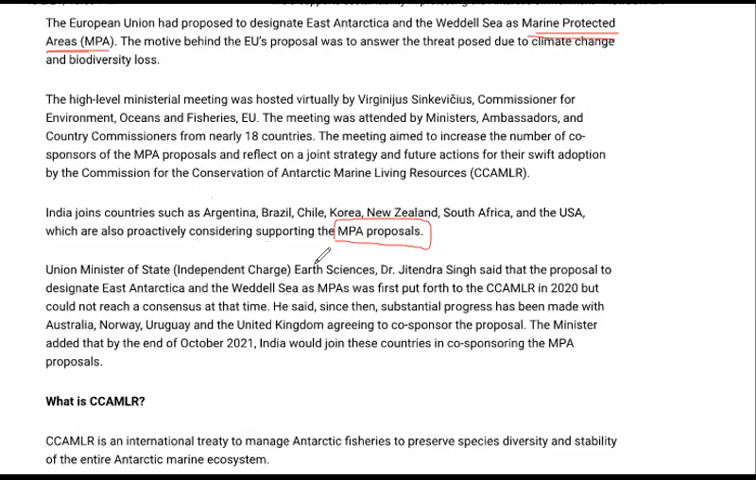 The European Union had proposed to designate East Antarctica and the Weddell Sea as Marine Protected
Areas (MPA). The motive behind the EU's proposal was to answer the threat posed due to climate change
and biodiversity loss.
The high-level ministerial meeting was hosted virtually by Virginijus Sinkevičius, Commissioner for
Environment, Oceans and Fisheries, EU. The meeting was attended by Ministers, Ambassadors, and
Country Commissioners from nearly 18 countries. The meeting aimed to increase the number of co-
sponsors of the MPA proposals and reflect on a joint strategy and future actions for their swift adoption
by the Commission for the Conservation of Antarctic Marine Living Resources (CCAMLR).
India joins countries such as Argentina, Brazil, Chile, Korea, New Zealand, South Africa, and the USA,
which are also proactively considering supporting the MPA proposals.
Union Minister of State (Independent Charge) Earth Sciences, Dr. Jitendra Singh said that the proposal to
designate East Antarctica and the Weddell Sea as MPAs was first put forth to the CCAMLR in 2020 but
could not reach a consensus at that time. He said, since then, substantial progress has been made with
Australia, Norway, Uruguay and the United Kingdom agreeing to co-sponsor the proposal. The Minister
added that by the end of October 2021, India would join these countries in co-sponsoring the MPA
proposals.
What is CCAMLR?
CCAMLR is an international treaty to manage Antarctic fisheries to preserve species diversity and stability
of the entire Antarctic marine ecosystem.